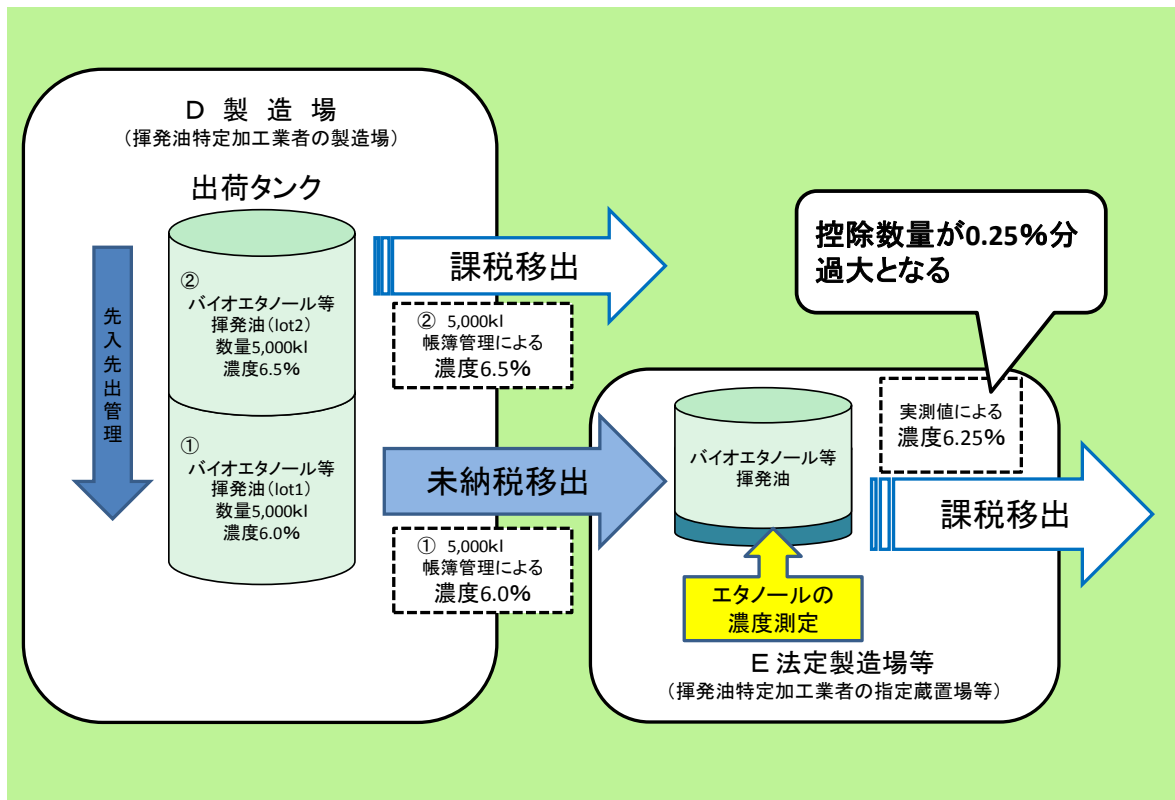 D 製 造 場
（揮発油特定加工業者の製造場）
出荷タンク
先入先出管理
②
バイオエタノール等
揮発油（lot2）
数量5,000kl
濃度6.5％
①
バイオエタノール等
揮発油（lot1）
数量5,000kl
濃度6.0％
課税移出
② 5,000kl
帳簿管理による
濃度6.5％
未納税移出
① 5,000kl
帳簿管理による
濃度6.0％
控除数量が0.25％分
過大となる
バイオエタノール等
揮発油
実測値による
濃度6.25％
課税移出
エタノールの
濃度測定
E 法定製造場等
（揮発油特定加工業者の指定蔵置場等）